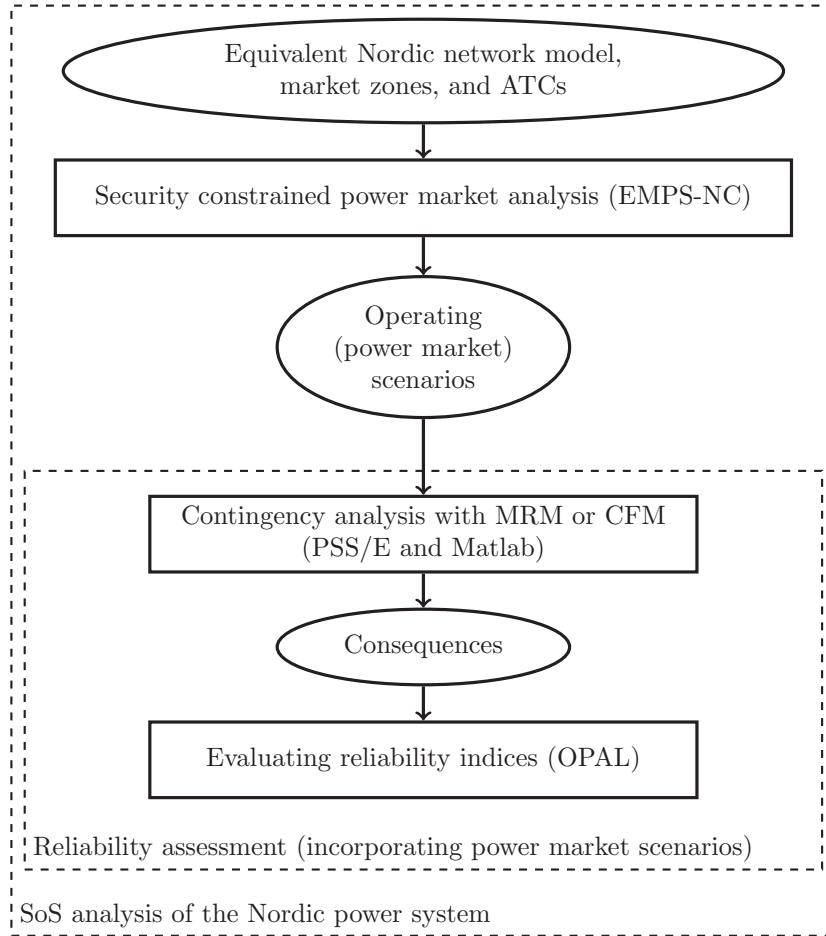 Equivalent Nordic network model,
market zones, and ATCs
Security constrained power market analysis (EMPS-NC)
Operating
(power market)
scenarios
Contingency analysis with MRM or CFM
(PSS/E and Matlab)
Consequences
Evaluating reliability indices (OPAL)
Reliability assessment (incorporating power market scenarios)
SoS analysis of the Nordic power system